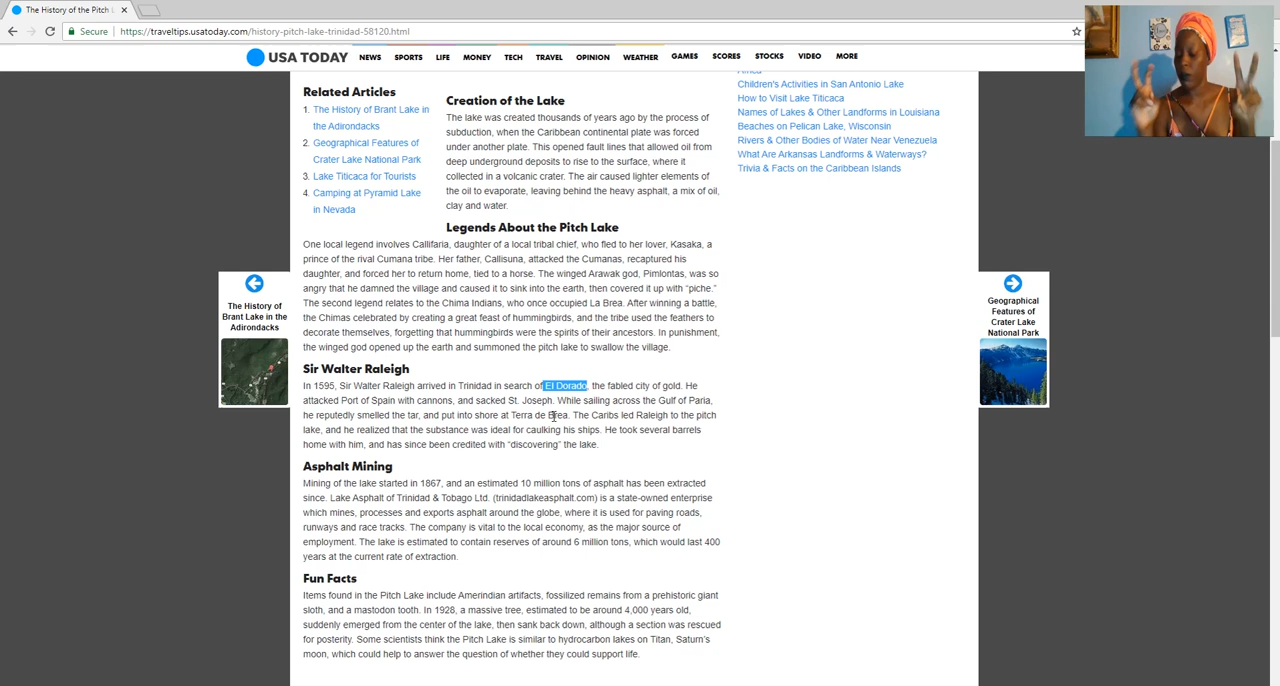 The History of the Pitch L
Secure
https://traveltips.usatoday.com/history-pitch-lake-trinidad-58120.html
USA TODAY
NEWS SPORTS LIFE MONEY TECH TRAVEL OPINION WEATHER GAMES SCORES STOCKS VIDEO MORE
Related Articles
1. The History of Brant Lake in
the Adirondacks
2. Geographical Features of
Crater Lake National Park
3. Lake Titicaca for Tourists
4. Camping at Pyramid Lake
in Nevada
Creation of the Lake
The lake was created thousands of years ago by the process of
subduction, when the Caribbean continental plate was forced
under another plate. This opened fault lines that allowed oil from
deep underground deposits to rise to the surface, where it
collected in a volcanic crater. The air caused lighter elements of
the oil to evaporate, leaving behind the heavy asphalt, a mix of oil,
clay and water.
Legends About the Pitch Lake
One local legend involves Callifaria, daughter of a local tribal chief, who fled to her lover, Kasaka, a
prince of the rival Cumana tribe. Her father, Callisuna, attacked the Cumanas, recaptured his
daughter, and forced her to return home, tied to a horse. The winged Arawak god, Pimlontas, was so
angry that he damned the village and caused it to sink into the earth, then covered it up with “piche.”
The second legend relates to the Chima Indians, who once occupied La Brea. After winning a battle,
the Chimas celebrated by creating a great feast of hummingbirds, and the tribe used the feathers to
decorate themselves, forgetting that hummingbirds were the spirits of their ancestors. In punishment,
the winged god opened up the earth and summoned the pitch lake to swallow the village.
Sir Walter Raleigh
In 1595, Sir Walter Raleigh arrived in Trinidad in search of El Dorado, the fabled city of gold. He
attacked Port of Spain with cannons, and sacked St. Joseph. While sailing across the Gulf of Paria,
he reputedly smelled the tar, and put into shore at Terra de Brea. The Caribs led Raleigh to the pitch
lake, and he realized that the substance was ideal for caulking his ships. He took several barrels
home with him, and has since been credited with “discovering” the lake.
Asphalt Mining
Mining of the lake started in 1867, and an estimated 10 million tons of asphalt has been extracted
since. Lake Asphalt of Trinidad & Tobago Ltd. (trinidadlakeasphalt.com) is a state-owned enterprise
which mines, processes and exports asphalt around the globe, where it is used for paving roads,
runways and race tracks. The company is vital to the local economy, as the major source of
employment. The lake is estimated to contain reserves of around 6 million tons, which would last 400
years at the current rate of extraction.
Fun Facts
Items found in the Pitch Lake include Amerindian artifacts, fossilized remains from a prehistoric giant
sloth, and a mastodon tooth. In 1928, a massive tree, estimated to be around 4,000 years old,
suddenly emerged from the center of the lake, then sank back down, although a section was rescued
for posterity. Some scientists think the Pitch Lake is similar to hydrocarbon lakes on Titan, Saturn's
moon, which could help to answer the question of whether they could support life.
Africa
Children's Activities in San Antonio Lake
How to Visit Lake Titicaca
Names of Lakes & Other Landforms in Louisiana
Beaches on Pelican Lake, Wisconsin
Rivers & Other Bodies of Water Near Venezuela
What Are Arkansas Landforms & Waterways?
Trivia & Facts on the Caribbean Islands
The History of
Brant Lake in the
Adirondacks
Geographical
Features of
Crater Lake
National Park